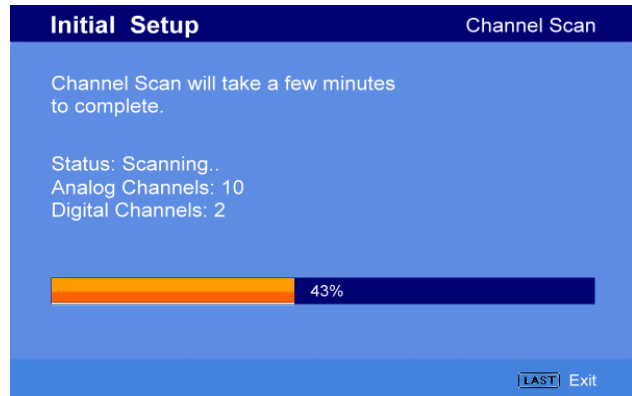 Initial Setup
Channel Scan
Channel Scan will take a few minutes
to complete.
Status: Scanning..
Analog Channels: 10
Digital Channels: 2
43%
LAST Exit